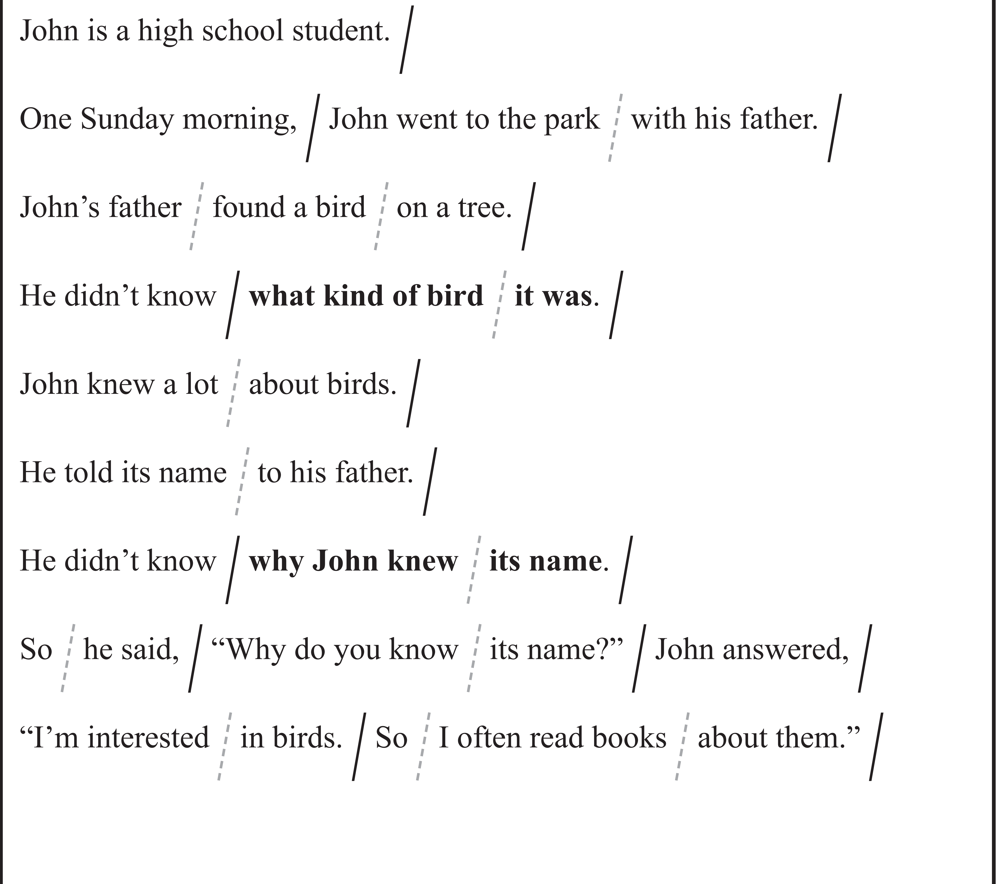 John is a high school student. /
One Sunday morning, / John went to the park / with his father. /
John’s father / found a bird / on a tree. /
He didn’t know / what kind of bird / it was. /
John knew a lot / about birds. /
He told its name / to his father. /
He didn’t know / why John knew / its name. /
So / he said, / “Why do you know / its name?” / John answered, /
“I’m interested / in birds. / So / I often read books / about them.” /